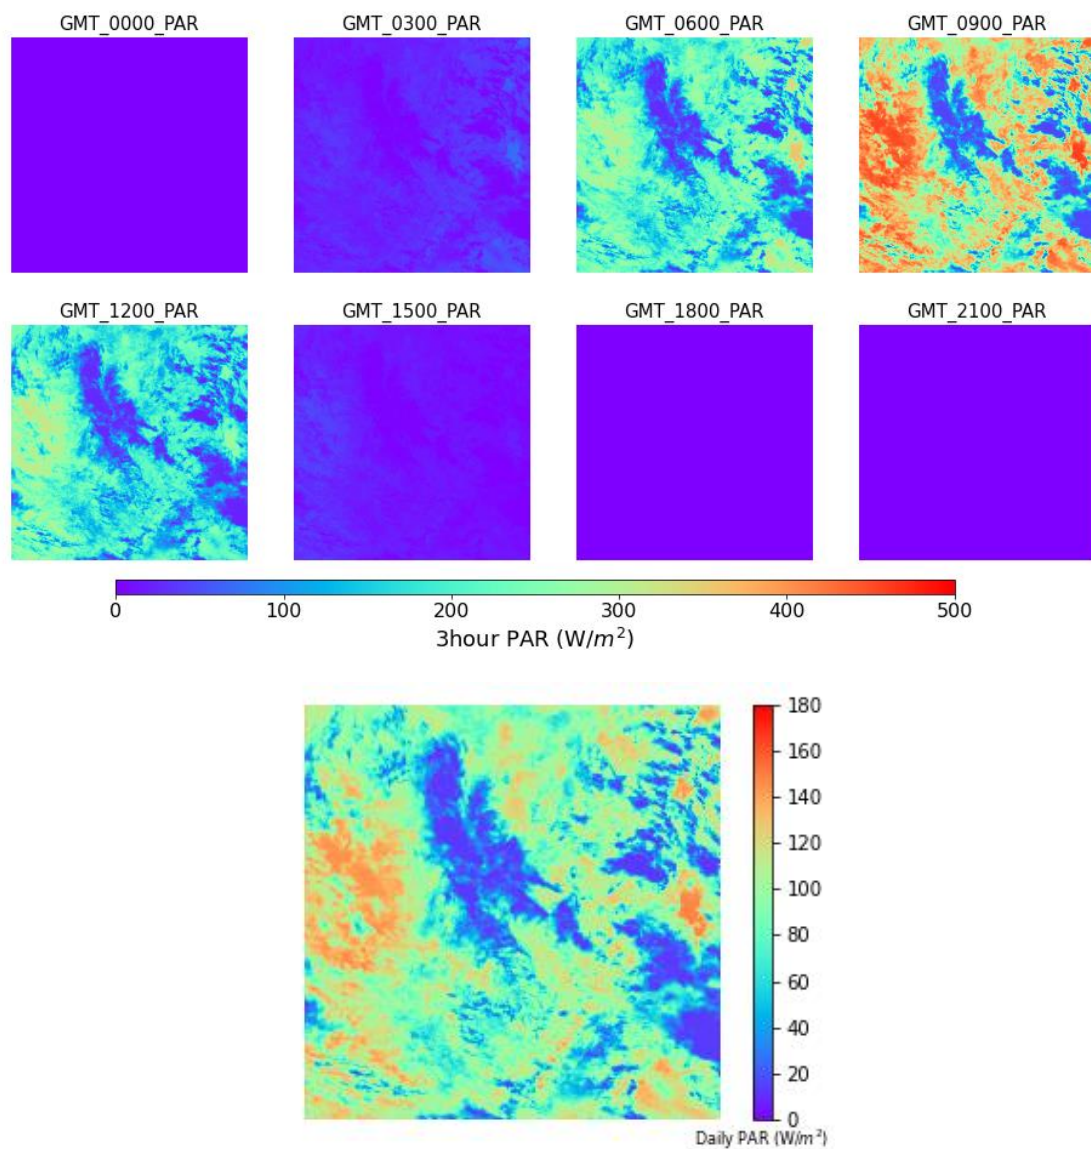 GMT_0000_PAR GMT_0300_PAR GMT_0600_PAR GMT_0900_PAR
GMT_1200_PAR GMT_1500_PAR GMT_1800_PAR GMT_2100_PAR
0 100 200 300 400 500
3hour PAR (W/m²)
180
160
140
120
100
80
60
40
20
0
Daily PAR (W/m²)